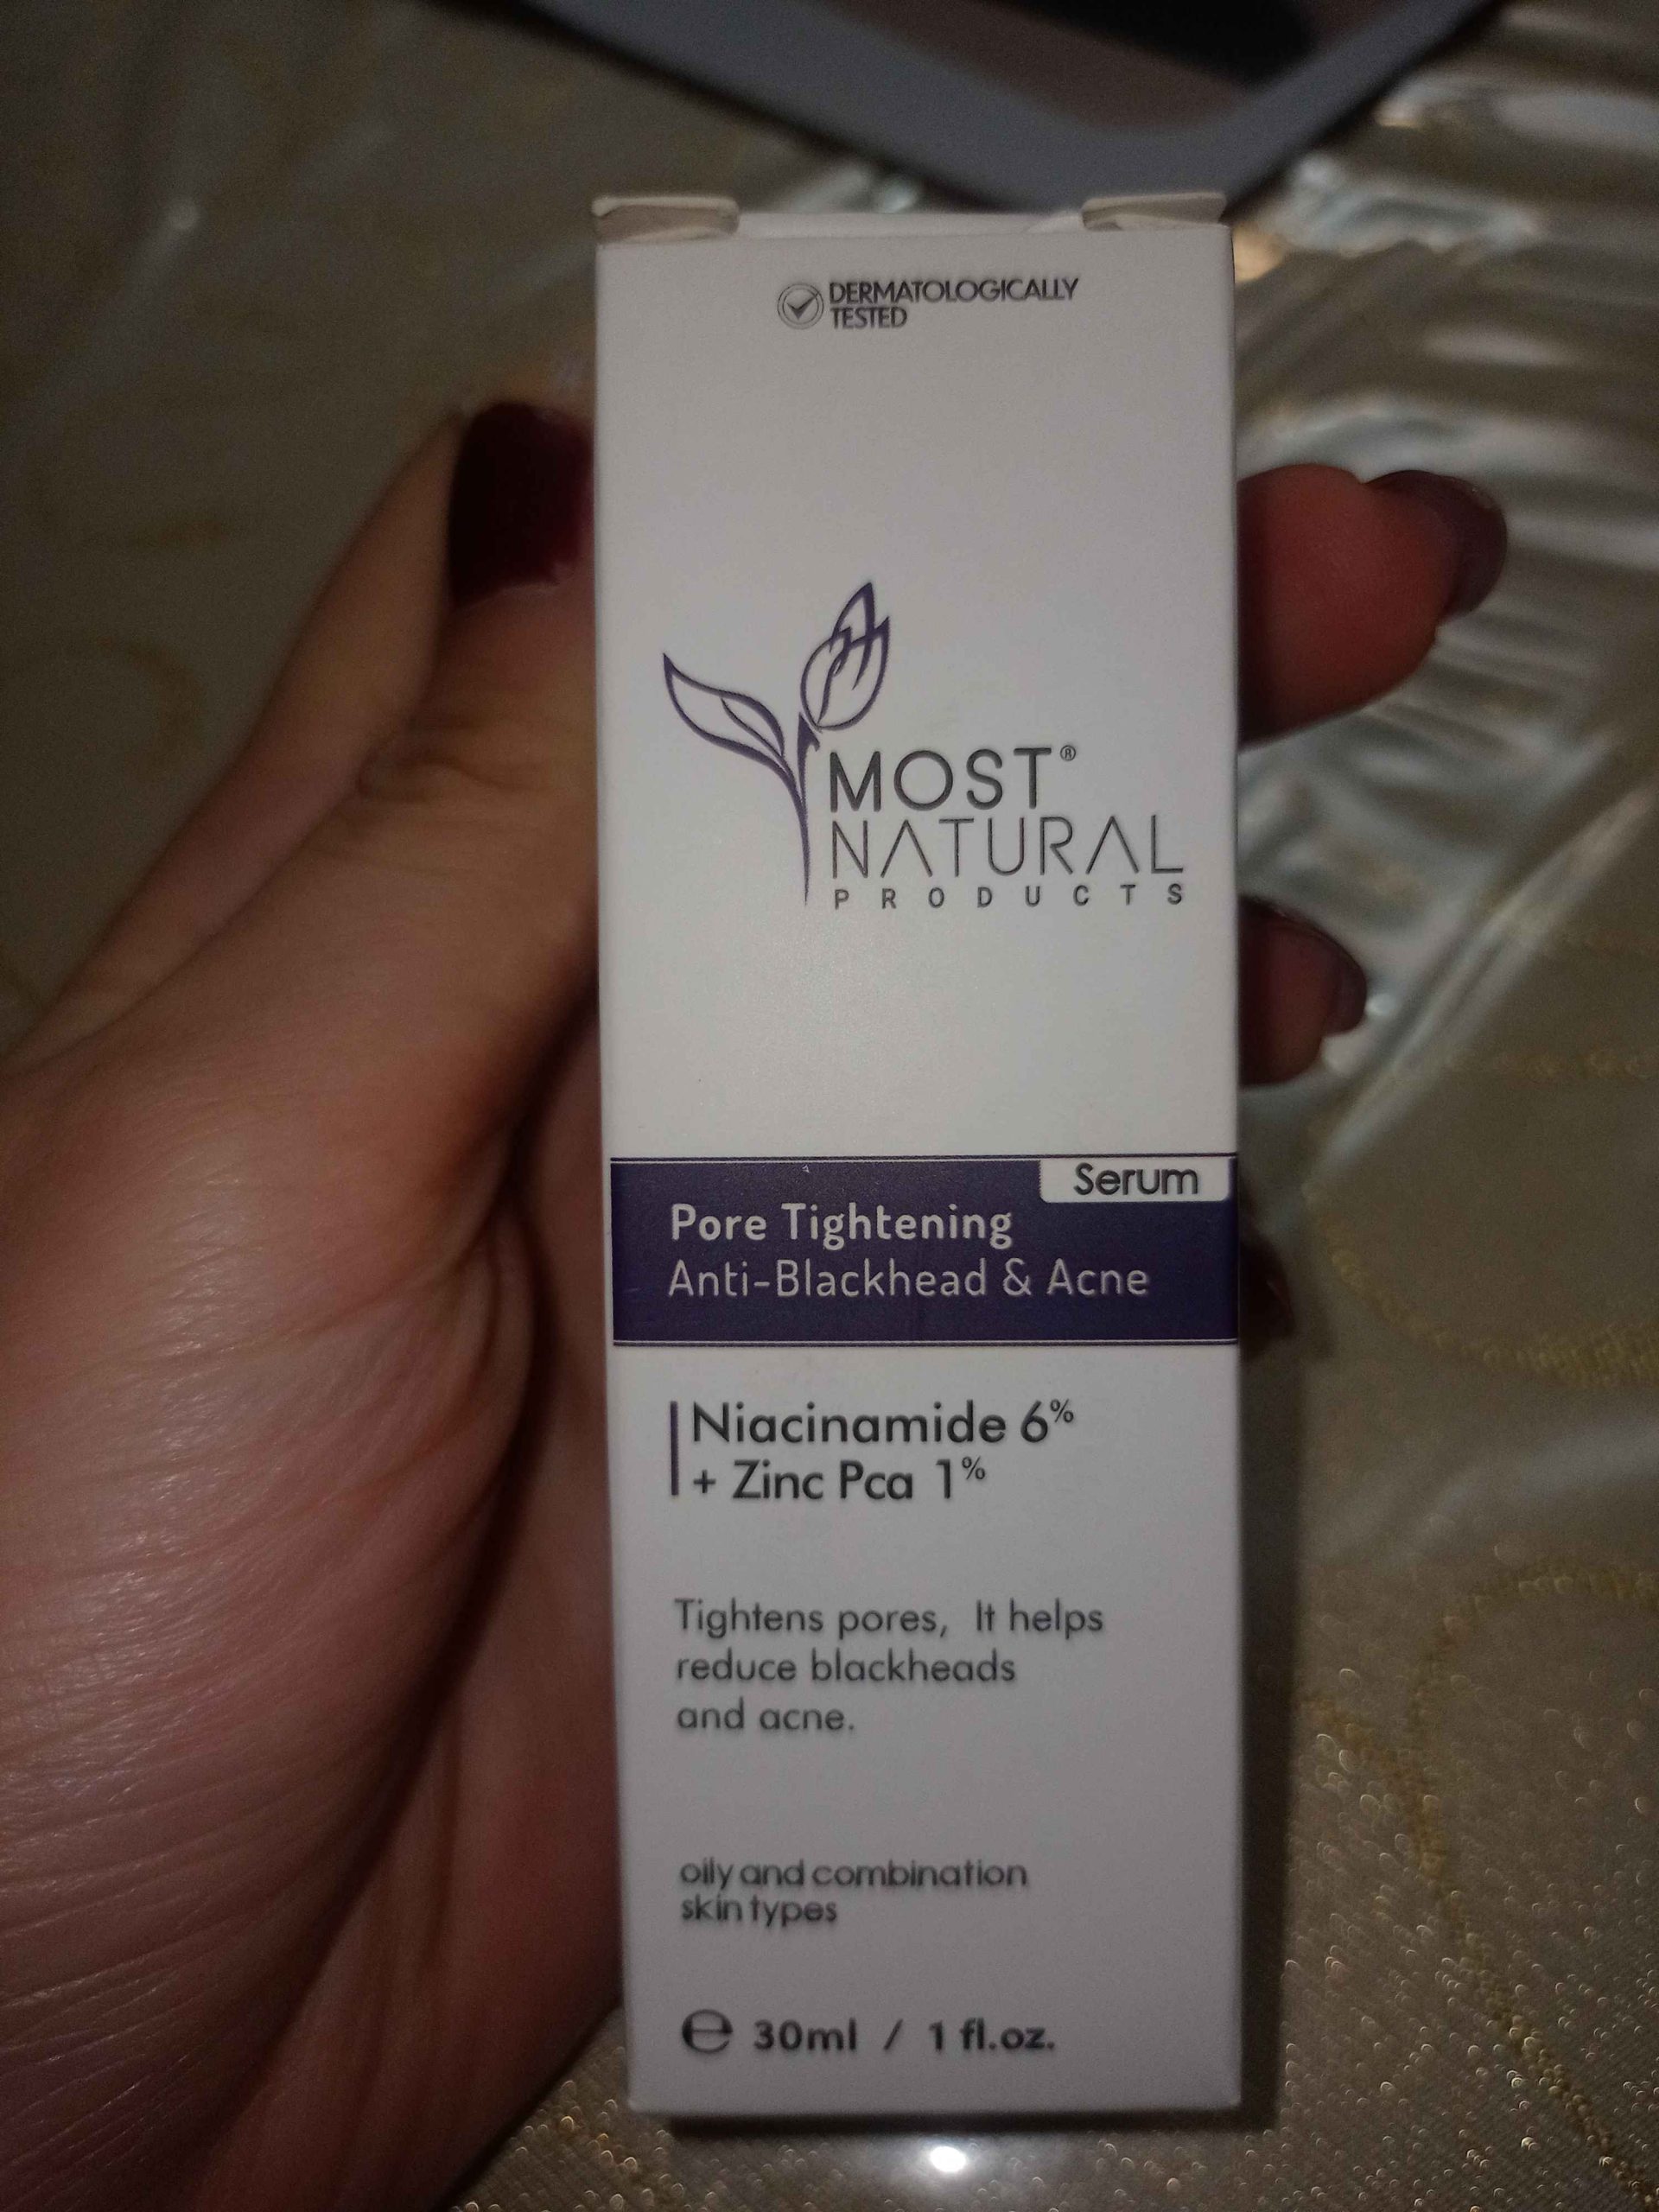 DERMATOLOGICALLY
TESTED
MOST®
NATURAL
PRODUCTS
Serum
Pore Tightening
Anti-Blackhead & Acne
Niacinamide 6%
+ Zinc Pca 1%
Tightens pores, It helps
reduce blackheads
and acne.
oily and combination
skin types
℮ 30ml / 1 fl.oz.